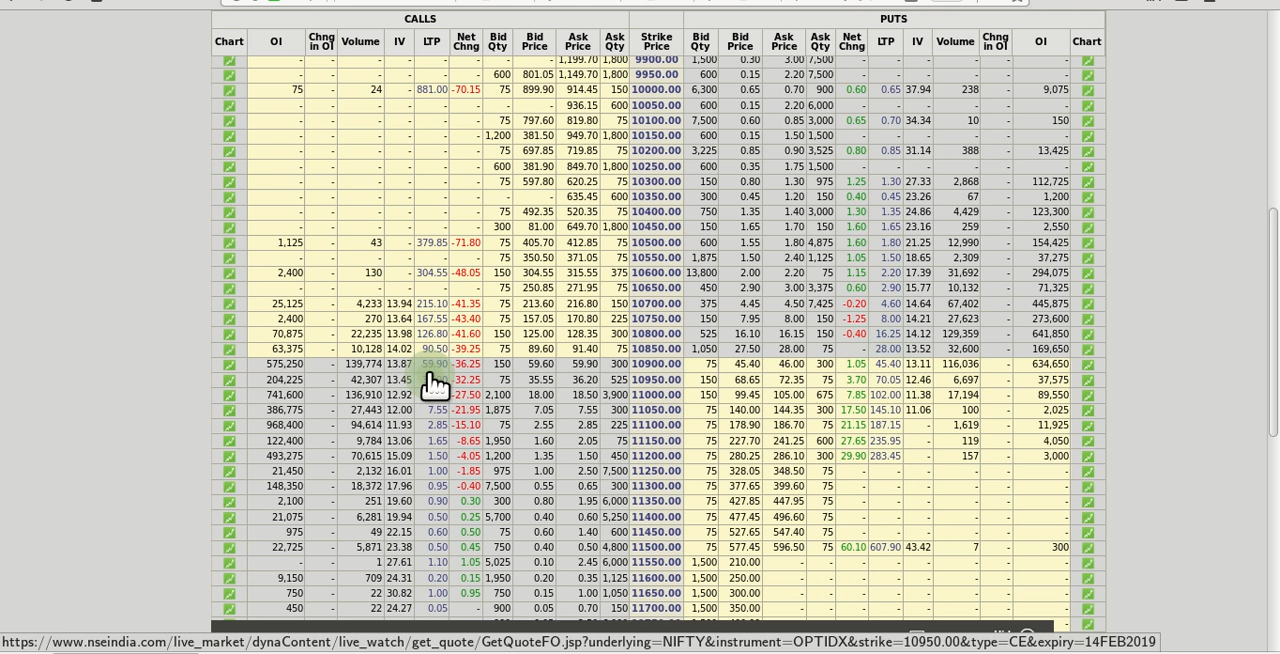 CALLS PUTS
Chart OI Chng in OI Volume IV LTP Net Chng Bid Qty Bid Price Ask Price Ask Qty Strike Price Bid Qty Bid Price Ask Price Ask Qty Net Chng LTP IV Volume Chng in OI OI Chart
- - - - - - - - 1,199.70 1,800 9900.00 1,500 0.30 3.00 7,500 - - - - - -
- - - - - - 600 801.05 1,149.70 1,800 9950.00 600 0.15 2.20 7,500 - - - - - -
75 - 24 - 881.00 -70.15 75 899.90 914.45 150 10000.00 6,300 0.65 0.70 900 0.60 0.65 37.94 238 - 9,075
- - - - - - - - 936.15 600 10050.00 600 0.15 2.20 6,000 - - - - - -
- - - - - - 75 797.60 819.80 75 10100.00 7,500 0.60 0.85 3,000 0.65 0.70 34.34 10 - 150
- - - - - - 1,200 381.50 949.70 1,800 10150.00 600 0.15 1.50 1,500 - - - - - -
- - - - - - 75 697.85 719.85 75 10200.00 3,225 0.85 0.90 3,525 0.80 0.85 31.14 388 - 13,425
- - - - - - 600 381.90 849.70 1,800 10250.00 600 0.35 1.75 1,500 - - - - - -
- - - - - - 75 597.80 620.25 75 10300.00 150 0.80 1.30 975 1.25 1.30 27.33 2,868 - 112,725
- - - - - - - - 635.45 600 10350.00 300 0.45 1.20 150 0.40 0.45 23.26 67 - 1,200
- - - - - - 75 492.35 520.35 75 10400.00 750 1.35 1.40 3,000 1.30 1.35 24.86 4,429 - 123,300
- - - - - - 300 81.00 649.70 1,800 10450.00 150 1.65 1.70 150 1.60 1.65 23.16 259 - 2,550
1,125 - 43 - 379.85 -71.80 75 405.70 412.85 75 10500.00 600 1.55 1.80 4,875 1.60 1.80 21.25 12,990 - 154,425
- - - - - - 75 350.50 371.05 75 10550.00 1,875 1.50 2.40 1,125 1.05 1.50 18.65 2,309 - 37,275
2,400 - 130 - 304.55 -48.05 150 304.55 315.55 375 10600.00 13,800 2.00 2.20 75 1.15 2.20 17.39 31,692 - 294,075
- - - - - - 75 250.85 271.95 75 10650.00 450 2.90 3.00 3,375 0.60 2.90 15.77 10,132 - 71,325
25,125 - 4,233 13.94 215.10 -41.35 75 213.60 216.80 150 10700.00 375 4.45 4.50 7,425 -0.20 4.60 14.64 67,402 - 445,875
2,400 - 270 13.64 167.55 -43.40 75 157.05 170.80 225 10750.00 150 7.95 8.00 150 -1.25 8.00 14.21 27,623 - 273,600
70,875 - 22,235 13.98 126.80 -41.60 150 125.00 128.35 300 10800.00 525 16.10 16.15 150 -0.40 16.25 14.12 129,359 - 641,850
63,375 - 10,128 14.02 90.50 -39.25 75 89.60 91.40 75 10850.00 1,050 27.50 28.00 75 - 28.00 13.52 32,600 - 169,650
575,250 - 139,774 13.87 59.90 -36.25 150 59.60 59.90 300 10900.00 75 45.40 46.00 300 1.05 45.40 13.11 116,036 - 634,650
204,225 - 42,307 13.45 -32.25 75 35.55 36.20 525 10950.00 150 68.65 72.35 75 3.70 70.05 12.46 6,697 - 37,575
741,600 - 136,910 12.92 -27.50 2,100 18.00 18.50 3,900 11000.00 150 99.45 105.00 675 7.85 102.00 11.38 17,194 - 89,550
386,775 - 27,443 12.00 7.55 -21.95 1,875 7.05 7.55 300 11050.00 75 140.00 144.35 300 17.50 145.10 11.06 100 - 2,025
968,400 - 94,614 11.93 2.85 -15.10 75 2.55 2.85 225 11100.00 75 178.90 186.70 75 21.15 187.15 - 1,619 - 11,925
122,400 - 9,784 13.06 1.65 -8.65 1,950 1.60 2.05 75 11150.00 75 227.70 241.25 600 27.65 235.95 - 119 - 4,050
493,275 - 70,615 15.09 1.50 -4.05 1,200 1.35 1.50 450 11200.00 75 280.25 286.10 300 29.90 283.45 - 157 - 3,000
21,450 - 2,132 16.01 1.00 -1.85 975 1.00 2.50 7,500 11250.00 75 328.05 348.50 75 - - - - - -
148,350 - 18,372 17.96 0.95 -0.40 7,500 0.55 0.65 300 11300.00 75 377.65 399.60 75 - - - - - -
2,100 - 251 19.60 0.90 0.30 300 0.80 1.95 6,000 11350.00 75 427.85 447.95 75 - - - - - -
21,075 - 6,281 19.94 0.50 0.25 5,700 0.40 0.60 5,250 11400.00 75 477.45 496.60 75 - - - - - -
975 - 49 22.15 0.60 0.50 75 0.60 1.40 600 11450.00 75 527.65 547.40 75 - - - - - -
22,725 - 5,871 23.38 0.50 0.45 750 0.40 0.50 4,800 11500.00 75 577.45 596.50 75 60.10 607.90 43.42 7 - 300
- - 1 27.61 1.10 1.05 5,025 0.10 2.45 6,000 11550.00 1,500 210.00 - - - - - - - -
9,150 - 709 24.31 0.20 0.15 1,950 0.20 0.35 1,125 11600.00 1,500 250.00 - - - - - - - -
750 - 22 30.82 1.00 0.95 750 0.15 1.00 1,050 11650.00 1,500 300.00 - - - - - - - -
450 - 22 24.27 0.05 - 900 0.05 0.70 150 11700.00 1,500 350.00 - - - - - - - -
https://www.nseindia.com/live_market/dynaContent/live_watch/get_quote/GetQuoteFO.jsp?underlying=NIFTY&instrument=OPTIDX&strike=10950.00&type=CE&expiry=14FEB2019